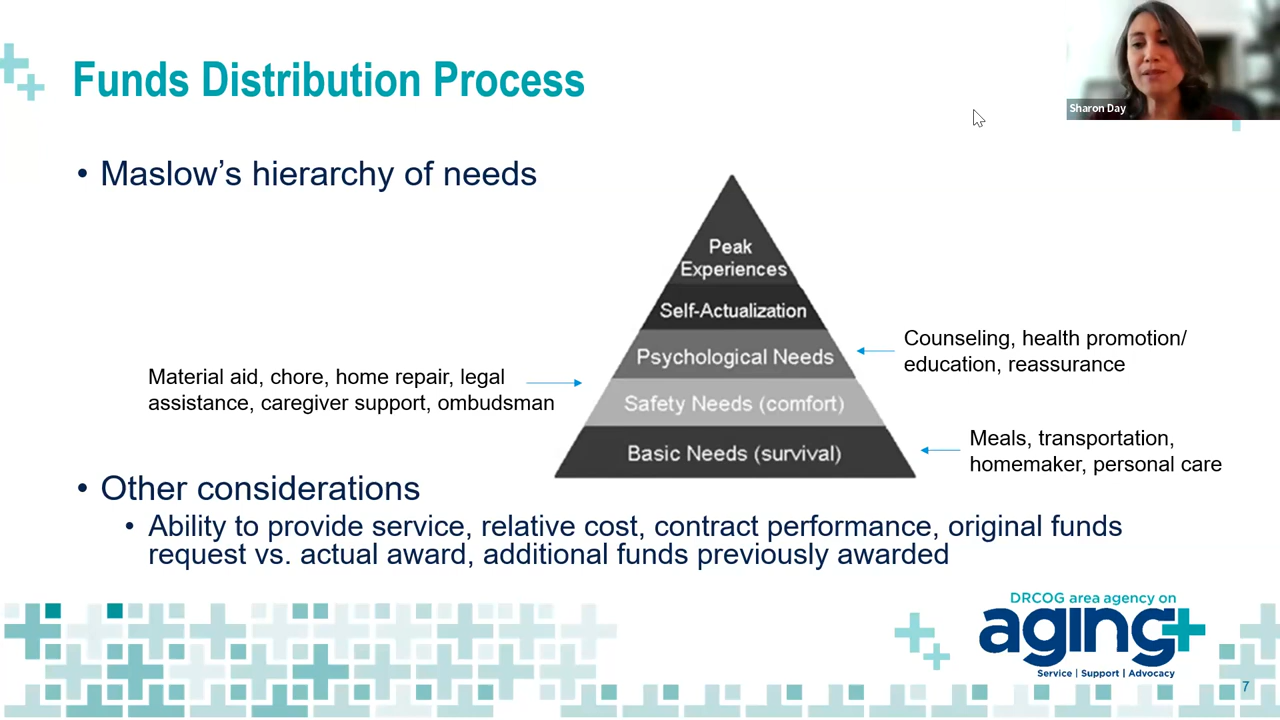 Funds Distribution Process
Sharon Day
• Maslow’s hierarchy of needs
Peak
Experiences
Self-Actualization
Psychological Needs
Safety Needs (comfort)
Basic Needs (survival)
Counseling, health promotion/
education, reassurance
Material aid, chore, home repair, legal
assistance, caregiver support, ombudsman
Meals, transportation,
homemaker, personal care
• Other considerations
• Ability to provide service, relative cost, contract performance, original funds
request vs. actual award, additional funds previously awarded
DRCOG area agency on
aging+
Service | Support | Advocacy
7